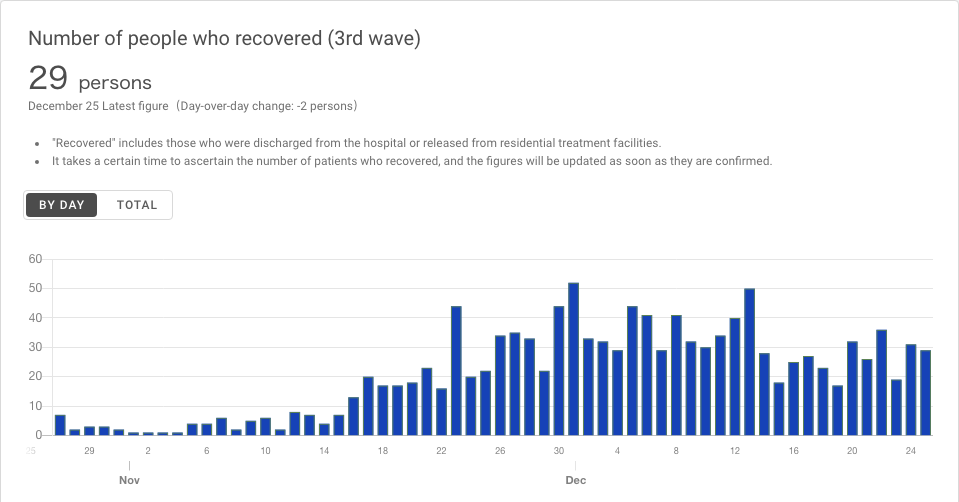 Number of people who recovered (3rd wave)
29 persons
December 25 Latest figure (Day-over-day change: -2 persons)
• "Recovered" includes those who were discharged from the hospital or released from residential treatment facilities.
• It takes a certain time to ascertain the number of patients who recovered, and the figures will be updated as soon as they are confirmed.
BY DAY TOTAL
60
50
40
30
20
10
0
25 29 2 6 10 14 18 22 26 30 4 8 12 16 20 24
Nov Dec